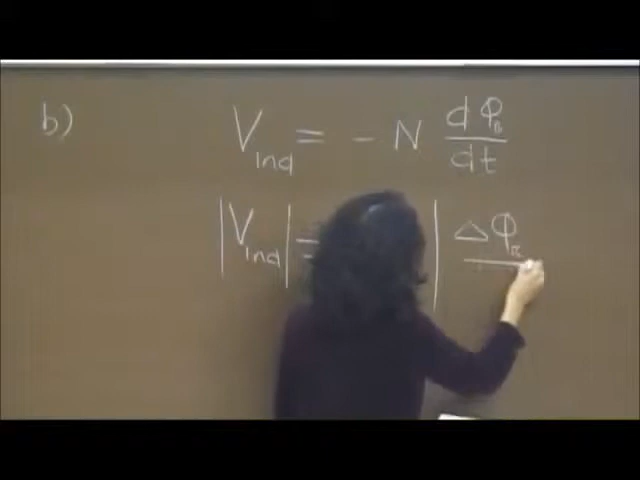 b) V_ind = - N dΦ_B/dt
|V_ind| = | ΔΦ_B